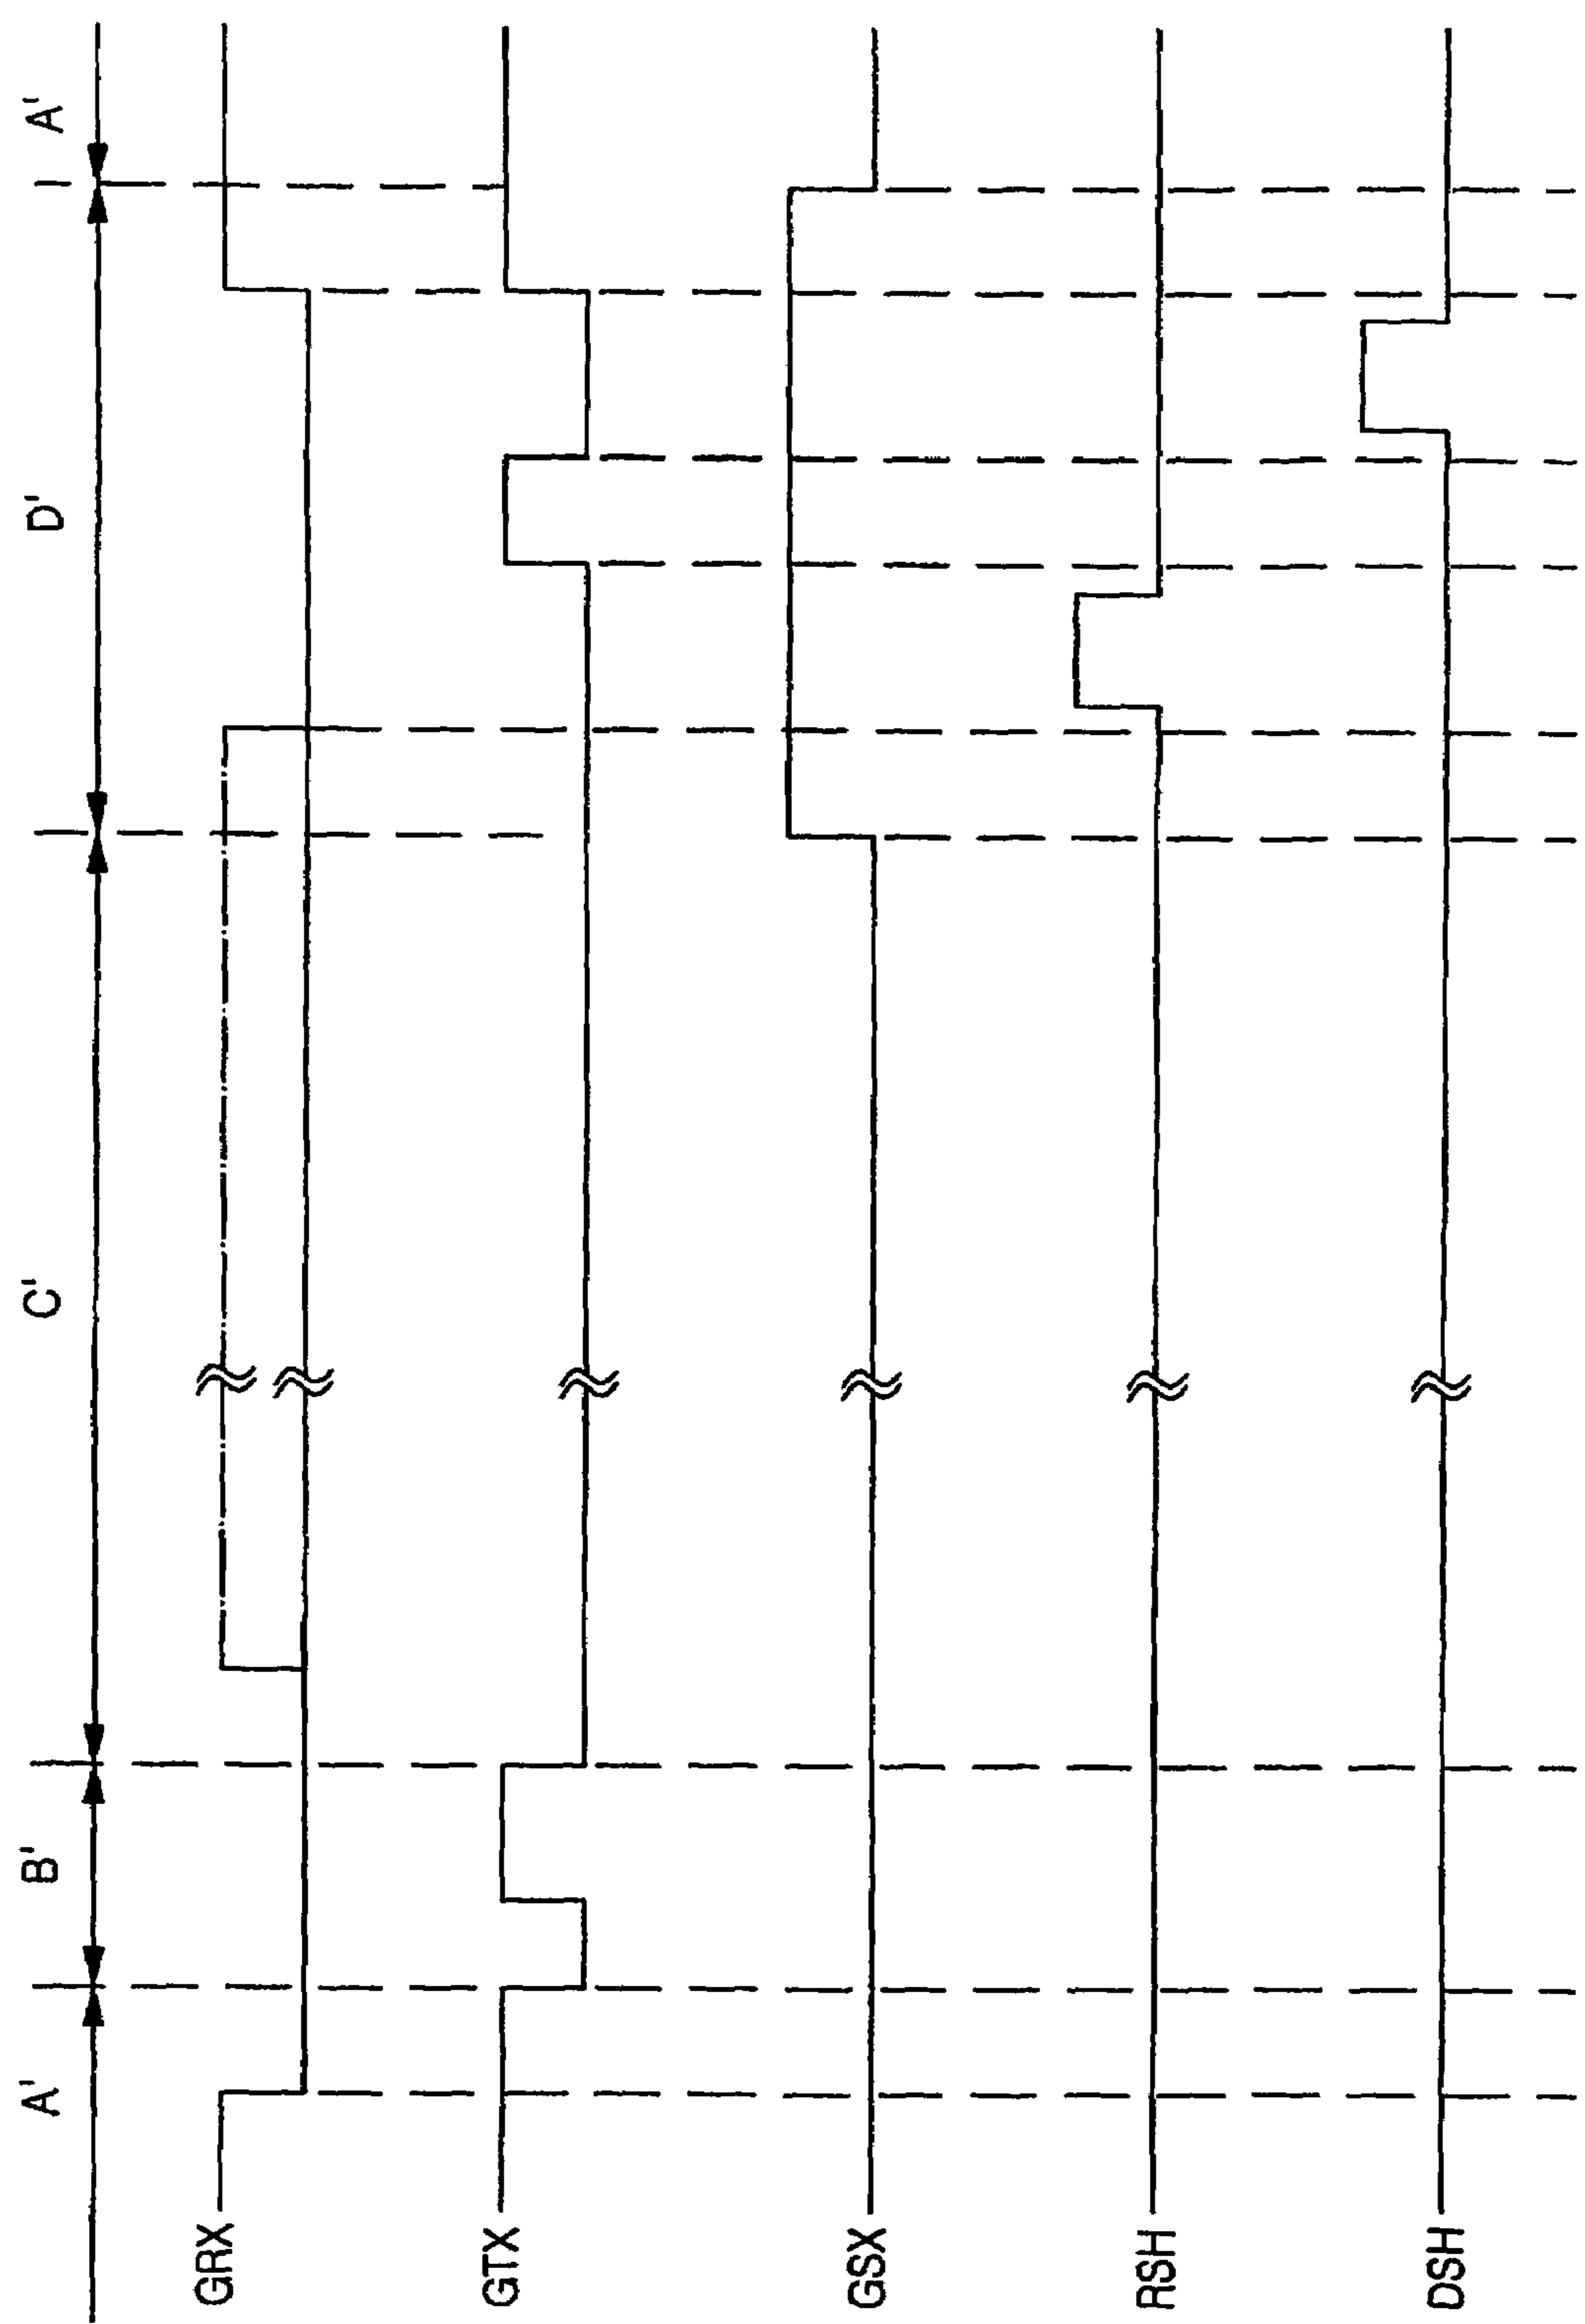 A' B' C' D' A'
GRX
GTX
GSX
RSH
DSH